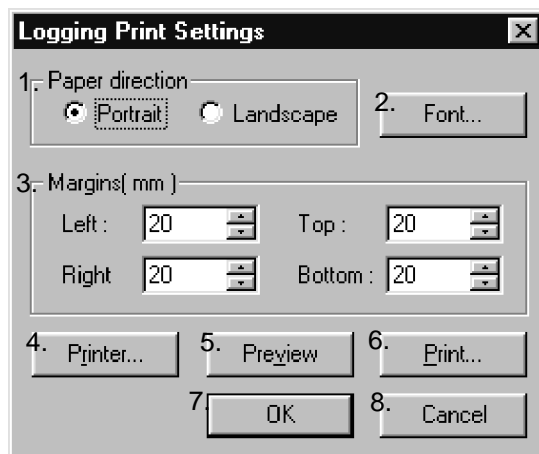 Logging Print Settings
1. Paper direction
Portrait Landscape
2. Font...
3. Margins( mm )
Left : 20 Top : 20
Right 20 Bottom : 20
4. Printer... 5. Preview 6. Print...
7. OK 8. Cancel